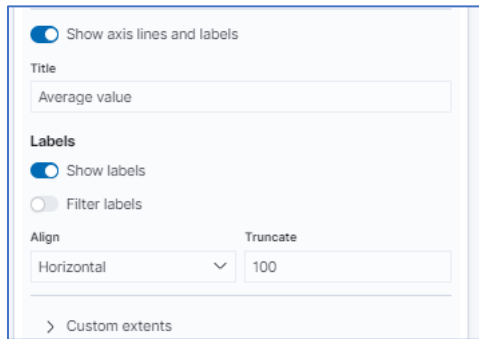 Show axis lines and labels
Title
Average value
Labels
Show labels
Filter labels
Align Truncate
Horizontal 100
Custom extents